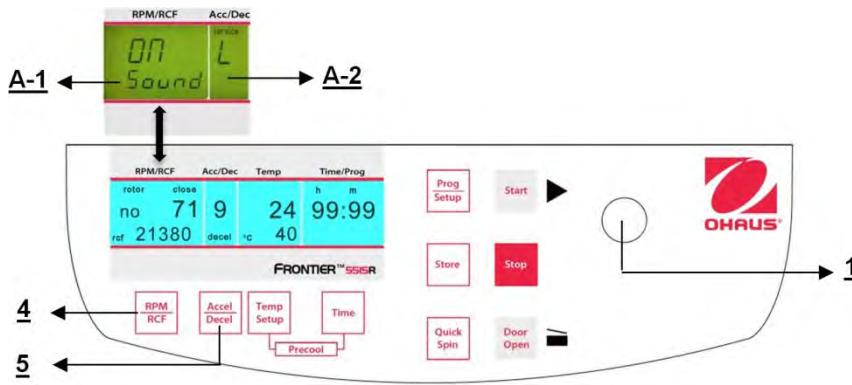 RPM/RCF Acc/Dec
service
ON L
Sound
A-1
A-2
RPM/RCF Acc/Dec Temp Time/Prog
rotor close h m
no 71 9 24 99:99
rcf 21380 decel °C 40
FRONTIER™ 5515R
RPM
RCF
Accel
Decel
Temp
Setup
Time
Precool
Prog
Setup
Start
Store
Stop
Quick
Spin
Door
Open
OHAUS®
1
4
5